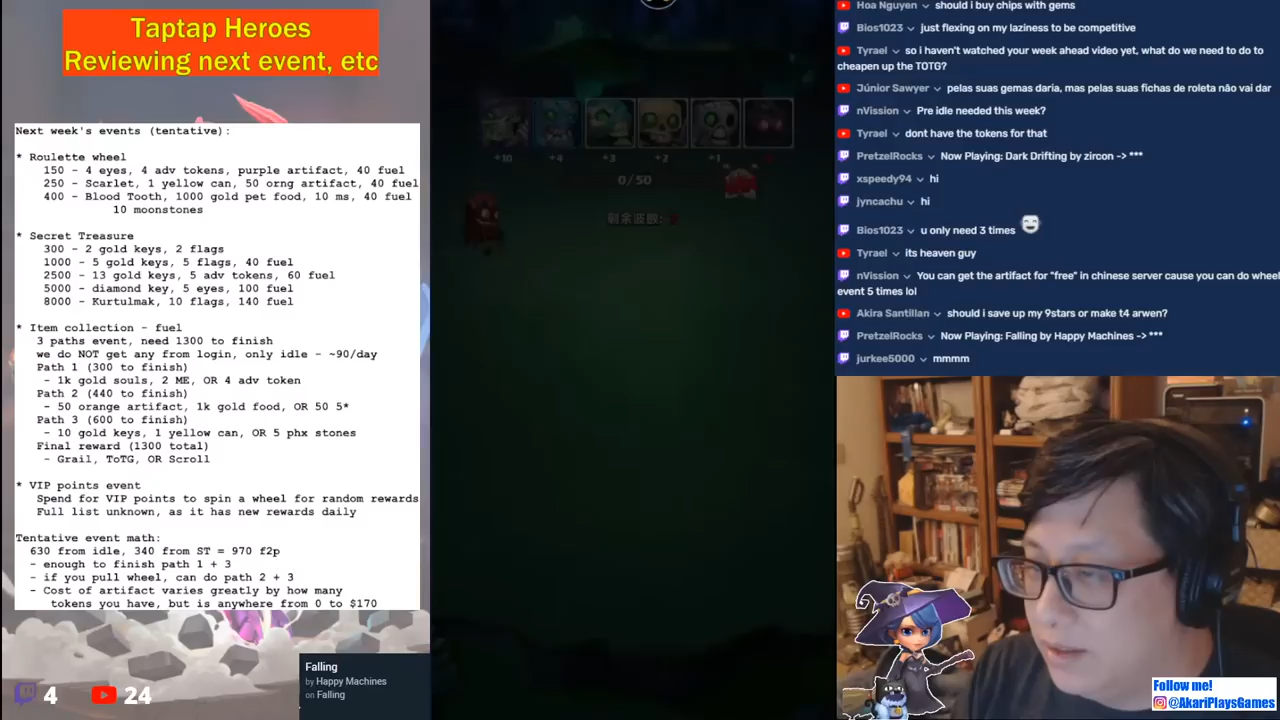 Taptap Heroes
Reviewing next event, etc
Next week's events (tentative):
* Roulette wheel
150 - 4 eyes, 4 adv tokens, purple artifact, 40 fuel
250 - Scarlet, 1 yellow can, 50 orng artifact, 40 fuel
400 - Blood Tooth, 1000 gold pet food, 10 ms, 40 fuel
10 moonstones
* Secret Treasure
300 - 2 gold keys, 2 flags
1000 - 5 gold keys, 5 flags, 40 fuel
2500 - 13 gold keys, 5 adv tokens, 60 fuel
5000 - diamond key, 5 eyes, 100 fuel
8000 - Kurtulmak, 10 flags, 140 fuel
* Item collection - fuel
3 paths event, need 1300 to finish
we do NOT get any from login, only idle - ~90/day
Path 1 (300 to finish)
- 1k gold souls, 2 ME, OR 4 adv token
Path 2 (440 to finish)
- 50 orange artifact, 1k gold food, OR 50 5*
Path 3 (600 to finish)
- 10 gold keys, 1 yellow can, OR 5 phx stones
Final reward (1300 total)
- Grail, ToTG, OR Scroll
* VIP points event
Spend for VIP points to spin a wheel for random rewards
Full list unknown, as it has new rewards daily
Tentative event math:
630 from idle, 340 from ST = 970 f2p
- enough to finish path 1 + 3
- if you pull wheel, can do path 2 + 3
- Cost of artifact varies greatly by how many
tokens you have, but is anywhere from 0 to $170
4
24
Falling
by Happy Machines
on Falling
+10
+4
+3
+2
+1
0/50
剩余波数:
Hoa Nguyen should i buy chips with gems
Bios1023 just flexing on my laziness to be competitive
Tyrael so i haven't watched your week ahead video yet, what do we need to do to
cheapen up the TOTG?
Júnior Sawyer pelas suas gemas daria, mas pelas suas fichas de roleta não vai dar
nVission Pre idle needed this week?
Tyrael dont have the tokens for that
PretzelRocks Now Playing: Dark Drifting by zircon -> ***
xspeedy94 hi
jyncachu hi
Bios1023 u only need 3 times
Tyrael its heaven guy
nVission You can get the artifact for "free" in chinese server cause you can do wheel
event 5 times lol
Akira Santillan should i save up my 9stars or make t4 arwen?
PretzelRocks Now Playing: Falling by Happy Machines -> ***
jurkee5000 mmmm
Follow me!
@AkariPlaysGames